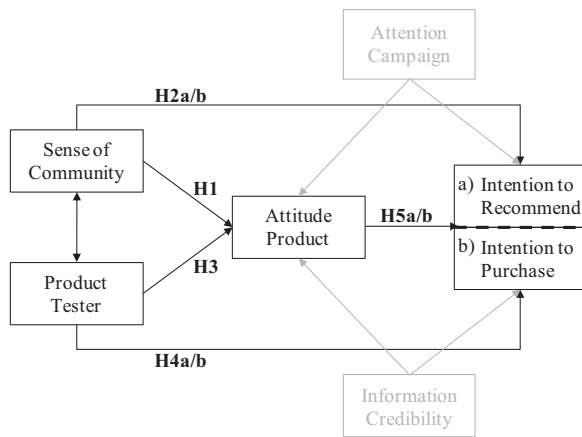 Attention
Campaign
H2a/b
Sense of
Community
H1
Attitude
Product
H5a/b
a) Intention to
Recommend
b) Intention to
Purchase
Product
Tester
H3
H4a/b
Information
Credibility